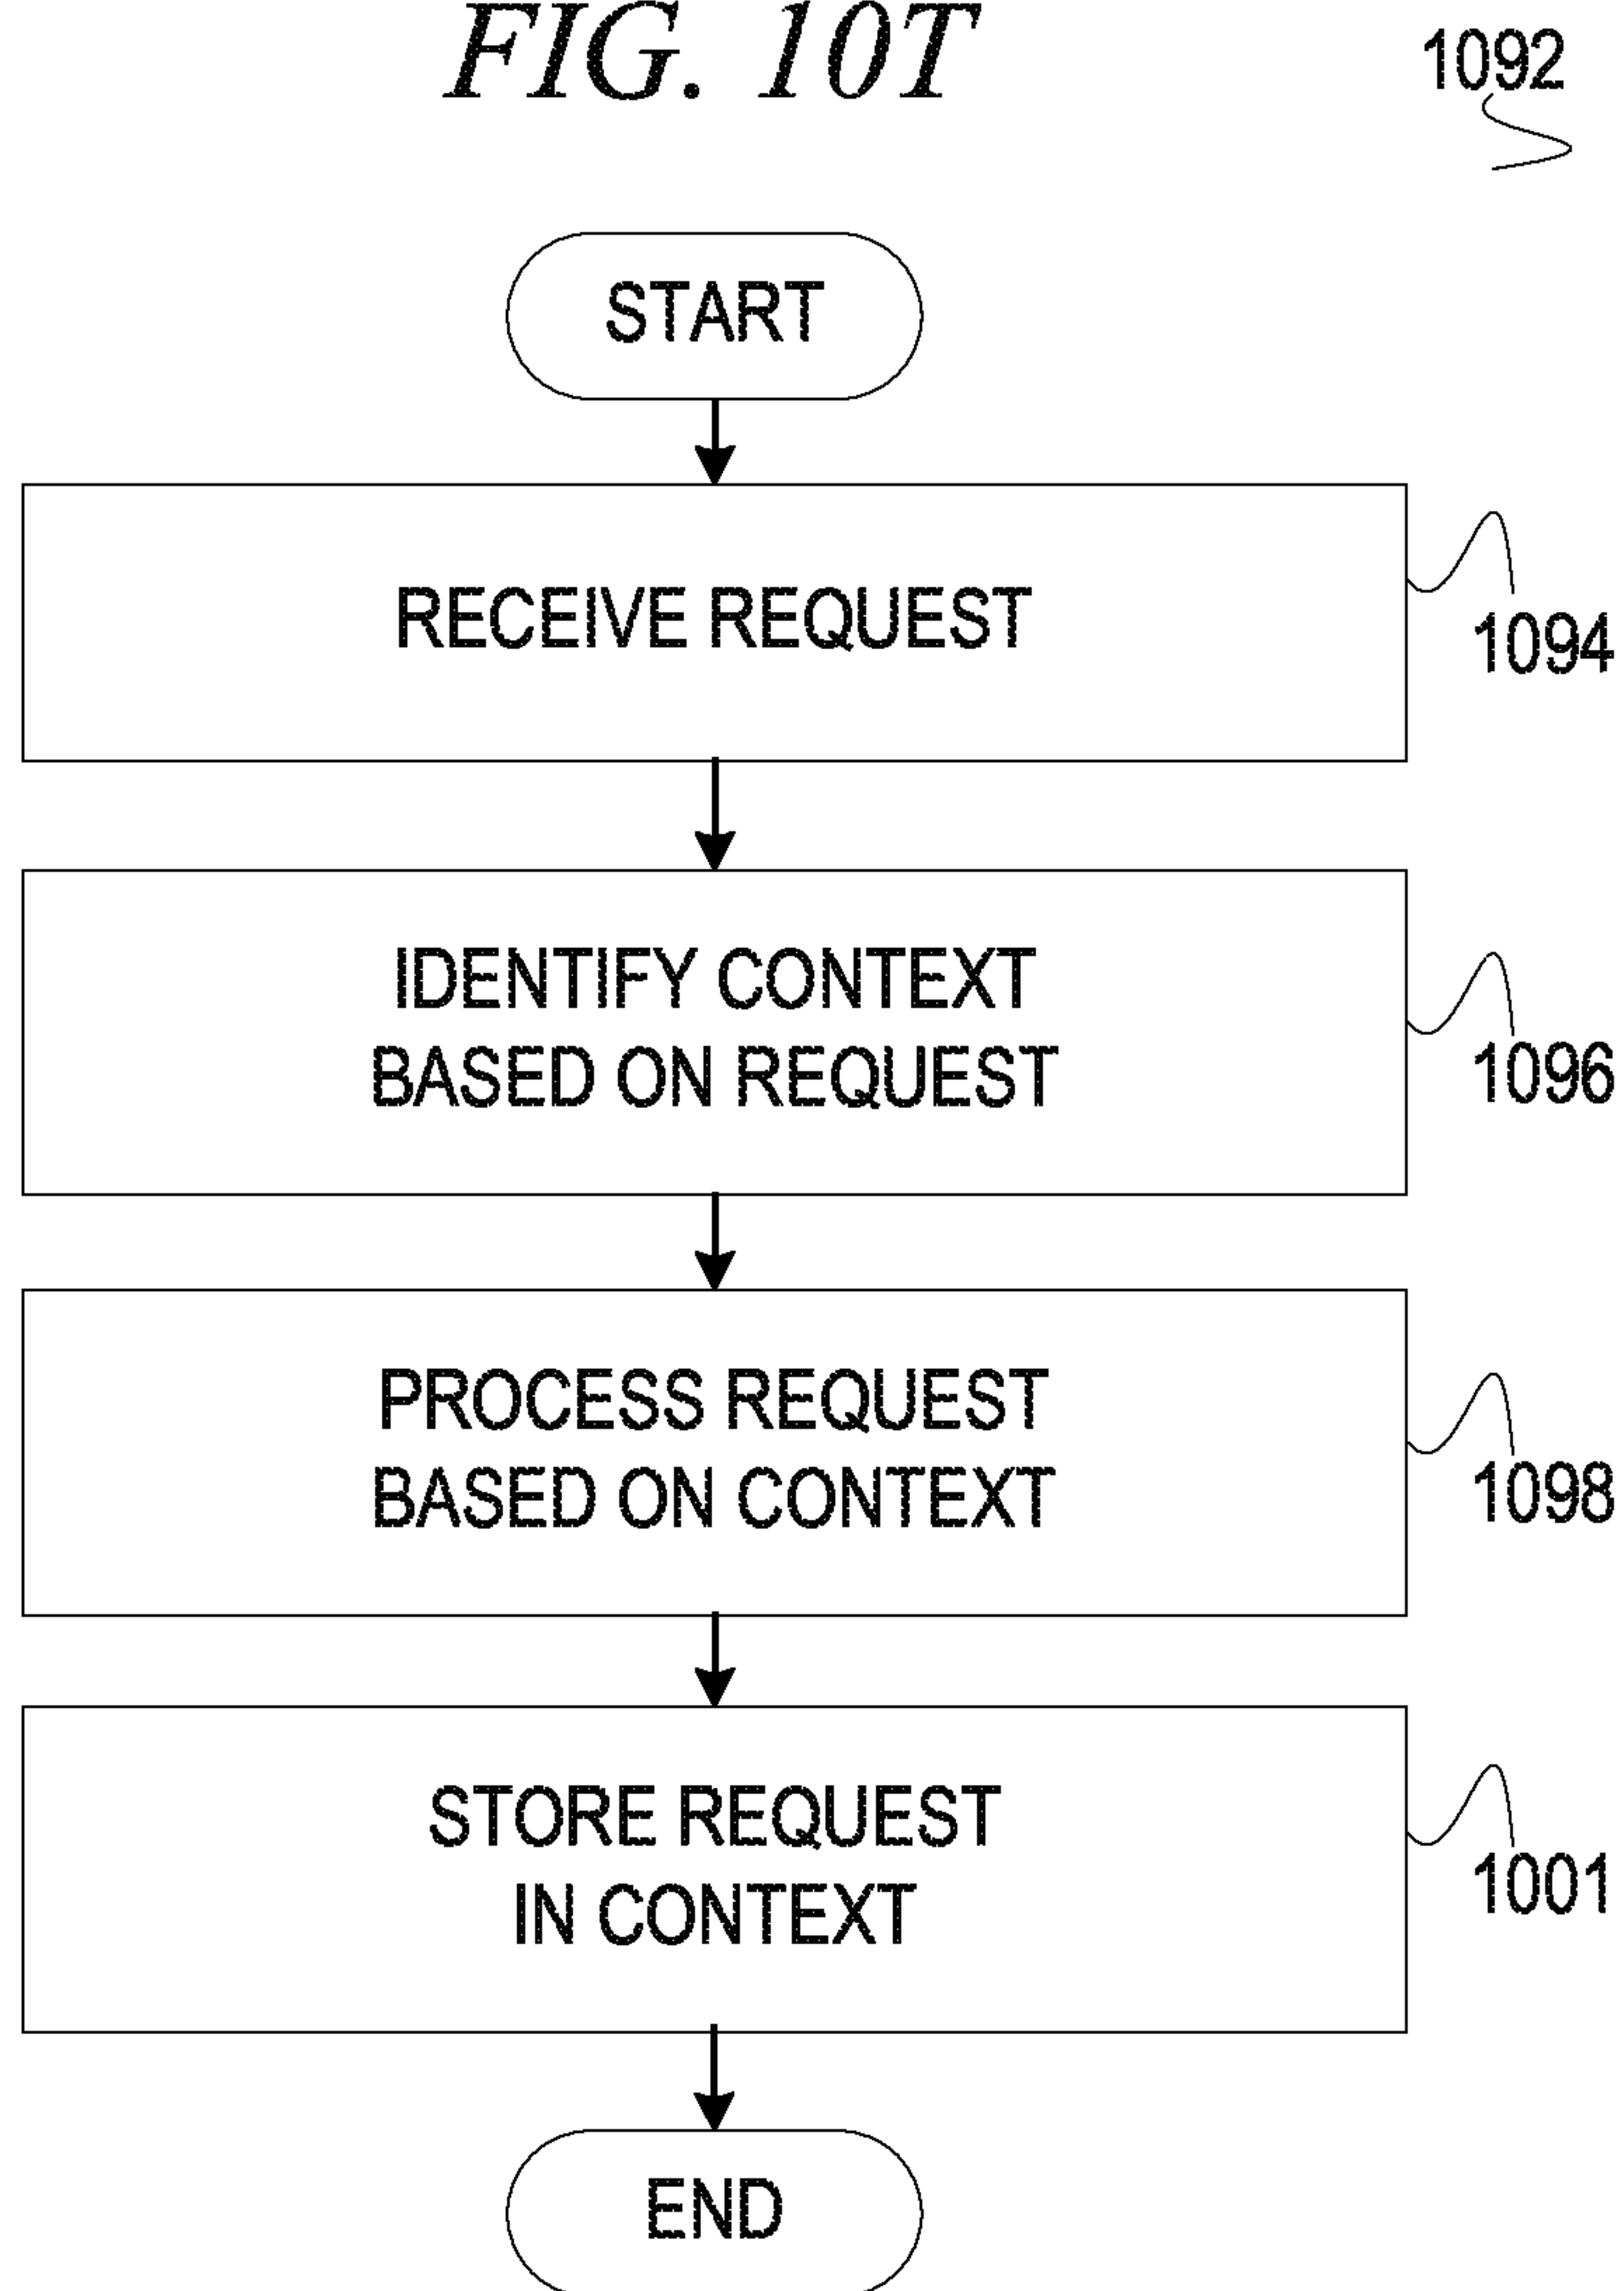 FIG. 10T
1092
START
RECEIVE REQUEST
1094
IDENTIFY CONTEXT
BASED ON REQUEST
1096
PROCESS REQUEST
BASED ON CONTEXT
1098
STORE REQUEST
IN CONTEXT
1001
END